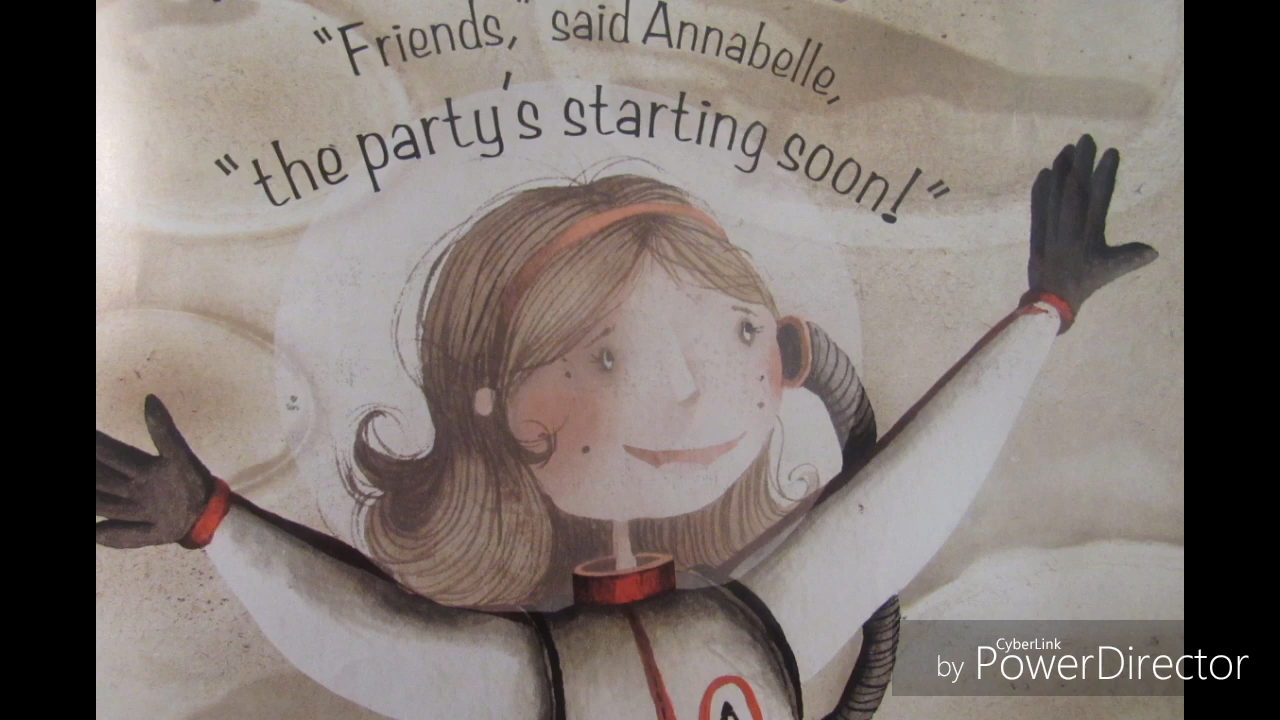 “Friends,” said Annabelle,
“the party’s starting soon!”
A
CyberLink
by PowerDirector